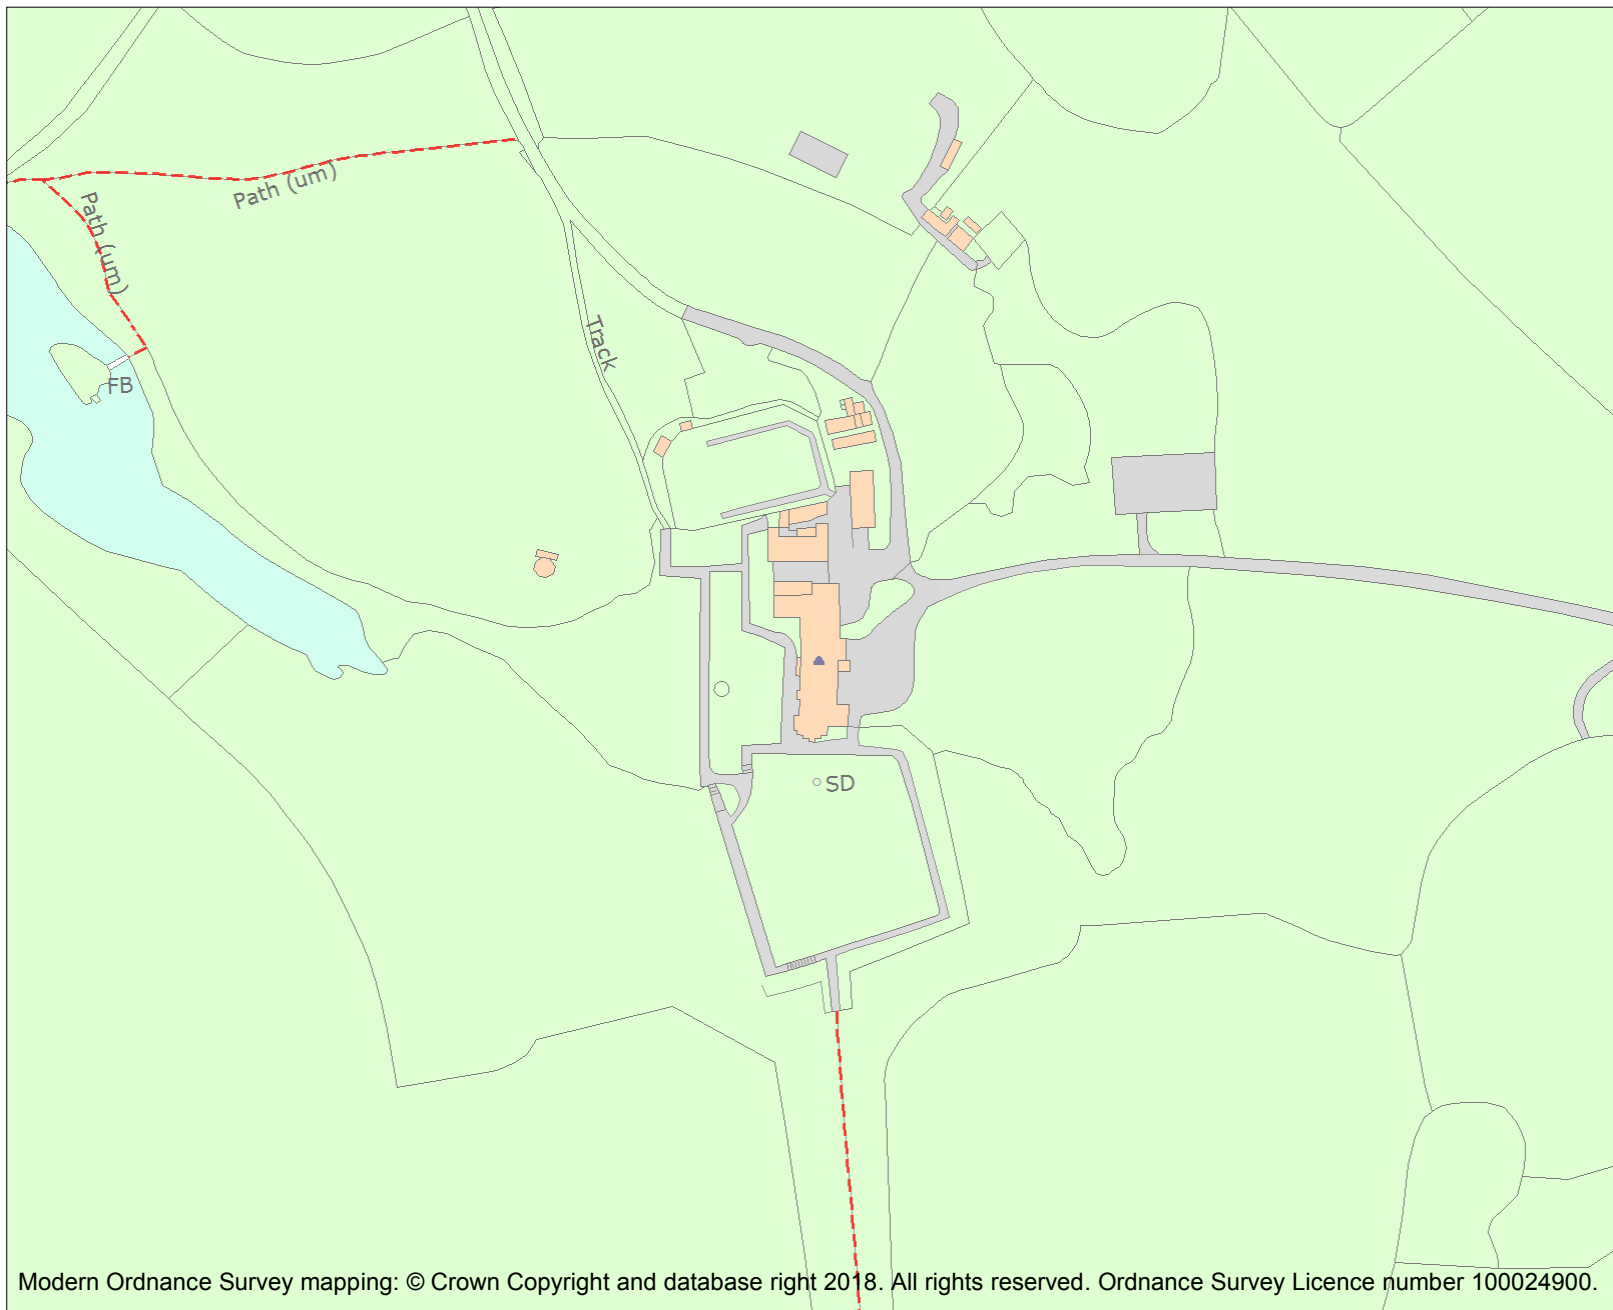 Path (um)
Path (um)
Track
FB
SD
Modern Ordnance Survey mapping: © Crown Copyright and database right 2018. All rights reserved. Ordnance Survey Licence number 100024900.